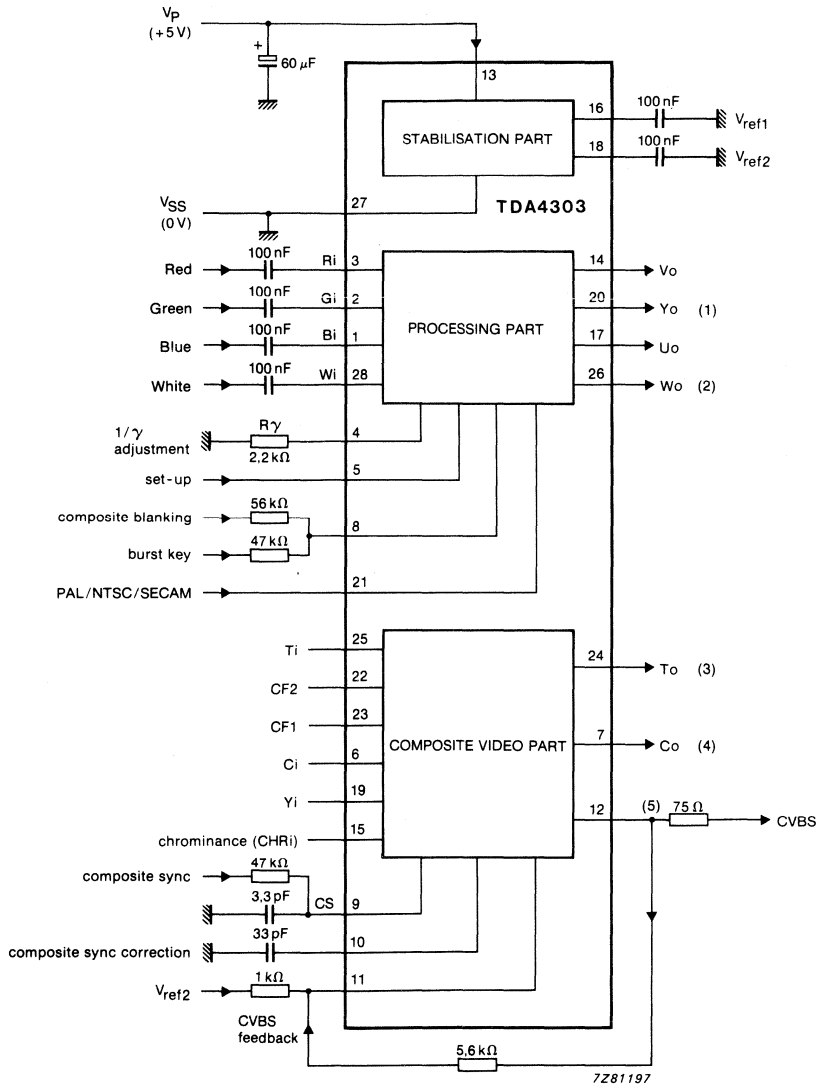 VP
(+5 V)
+
60 µF
13
STABILISATION PART
16
100 nF
Vref1
18
100 nF
Vref2
VSS
(0 V)
27
TDA4303
Red
100 nF
Ri
3
Green
100 nF
Gi
2
Blue
100 nF
Bi
1
White
100 nF
Wi
28
PROCESSING PART
14
Vo
20
Yo (1)
17
Uo
26
Wo (2)
1/γ
adjustment
Rγ
2,2 kΩ
4
set-up
5
composite blanking
56 kΩ
8
burst key
47 kΩ
PAL/NTSC/SECAM
21
Ti
25
CF2
22
CF1
23
Ci
6
Yi
19
chrominance (CHRi)
15
COMPOSITE VIDEO PART
24
To (3)
7
Co (4)
12
(5)
75 Ω
CVBS
composite sync
47 kΩ
3,3 pF
CS
9
composite sync correction
33 pF
10
Vref2
1 kΩ
11
CVBS
feedback
5,6 kΩ
7Z81197